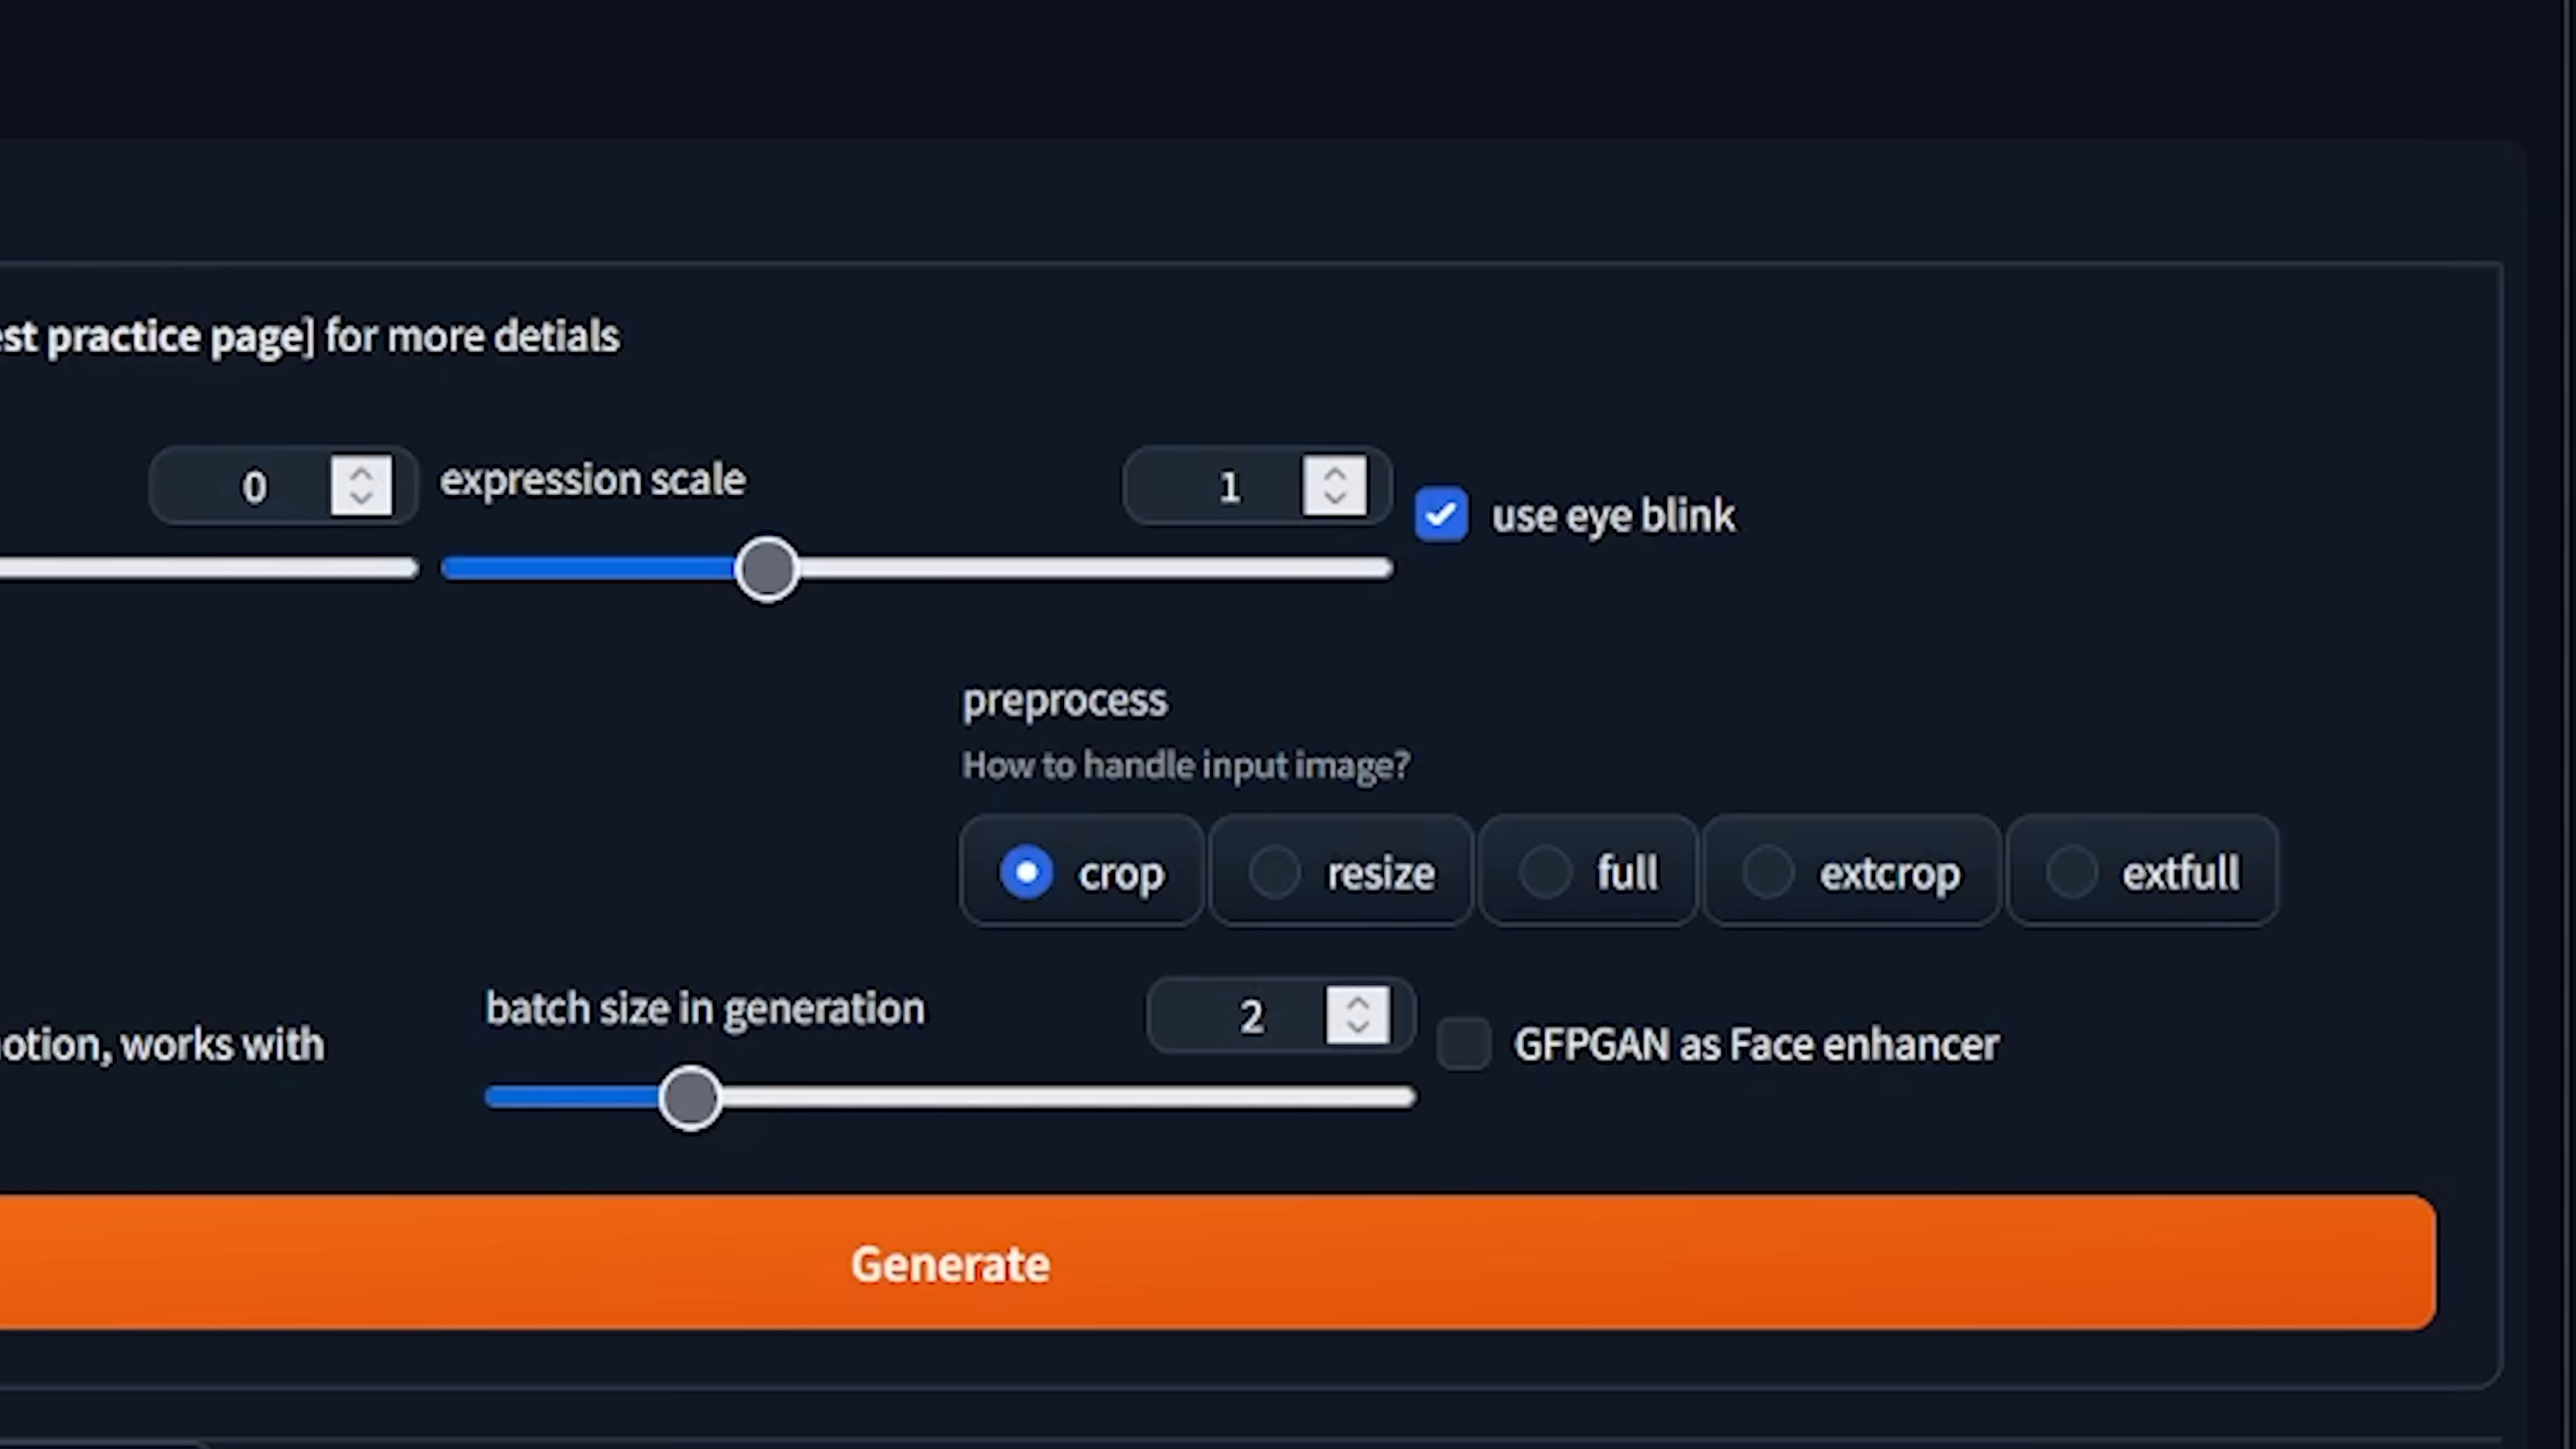 est practice page] for more detials
0
expression scale
1
use eye blink
preprocess
How to handle input image?
crop
resize
full
extcrop
extfull
otion, works with
batch size in generation
2
GFPGAN as Face enhancer
Generate